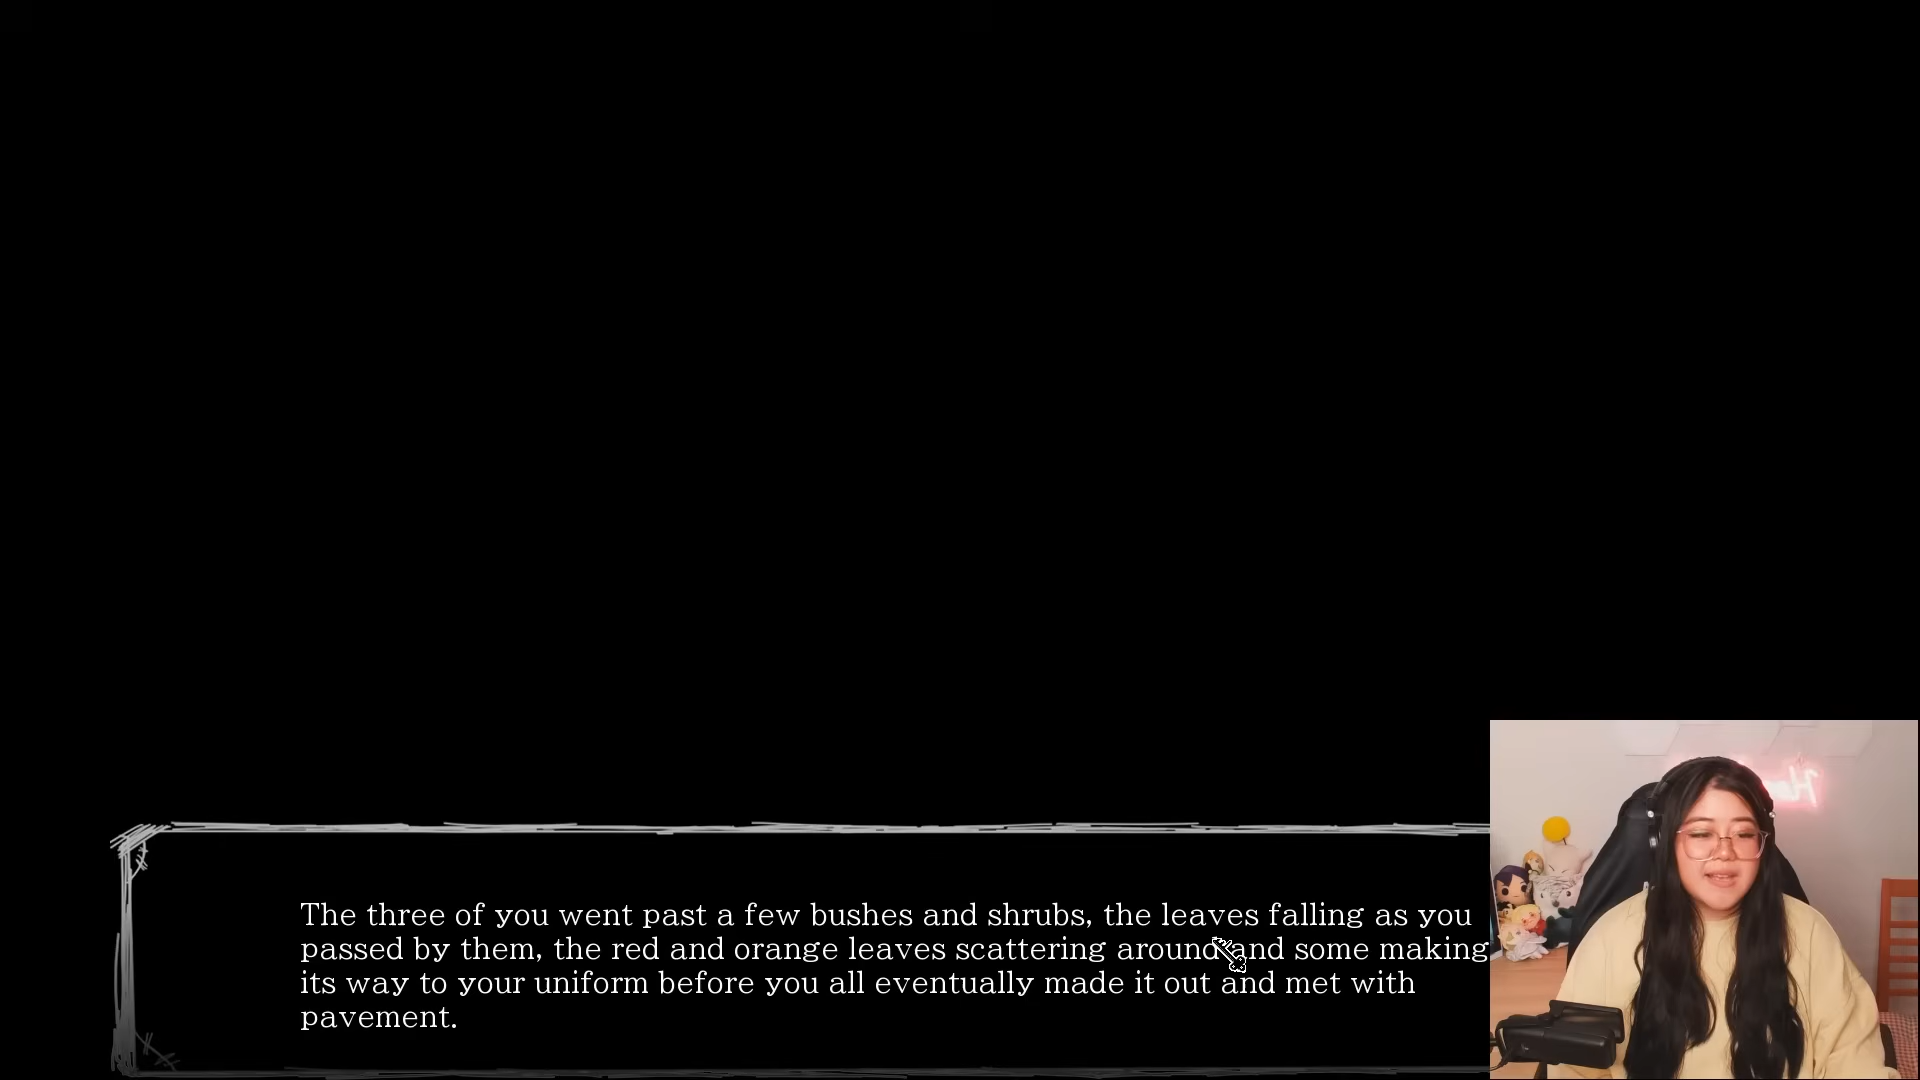 The three of you went past a few bushes and shrubs, the leaves falling as you
passed by them, the red and orange leaves scattering around and some making
its way to your uniform before you all eventually made it out and met with
pavement.